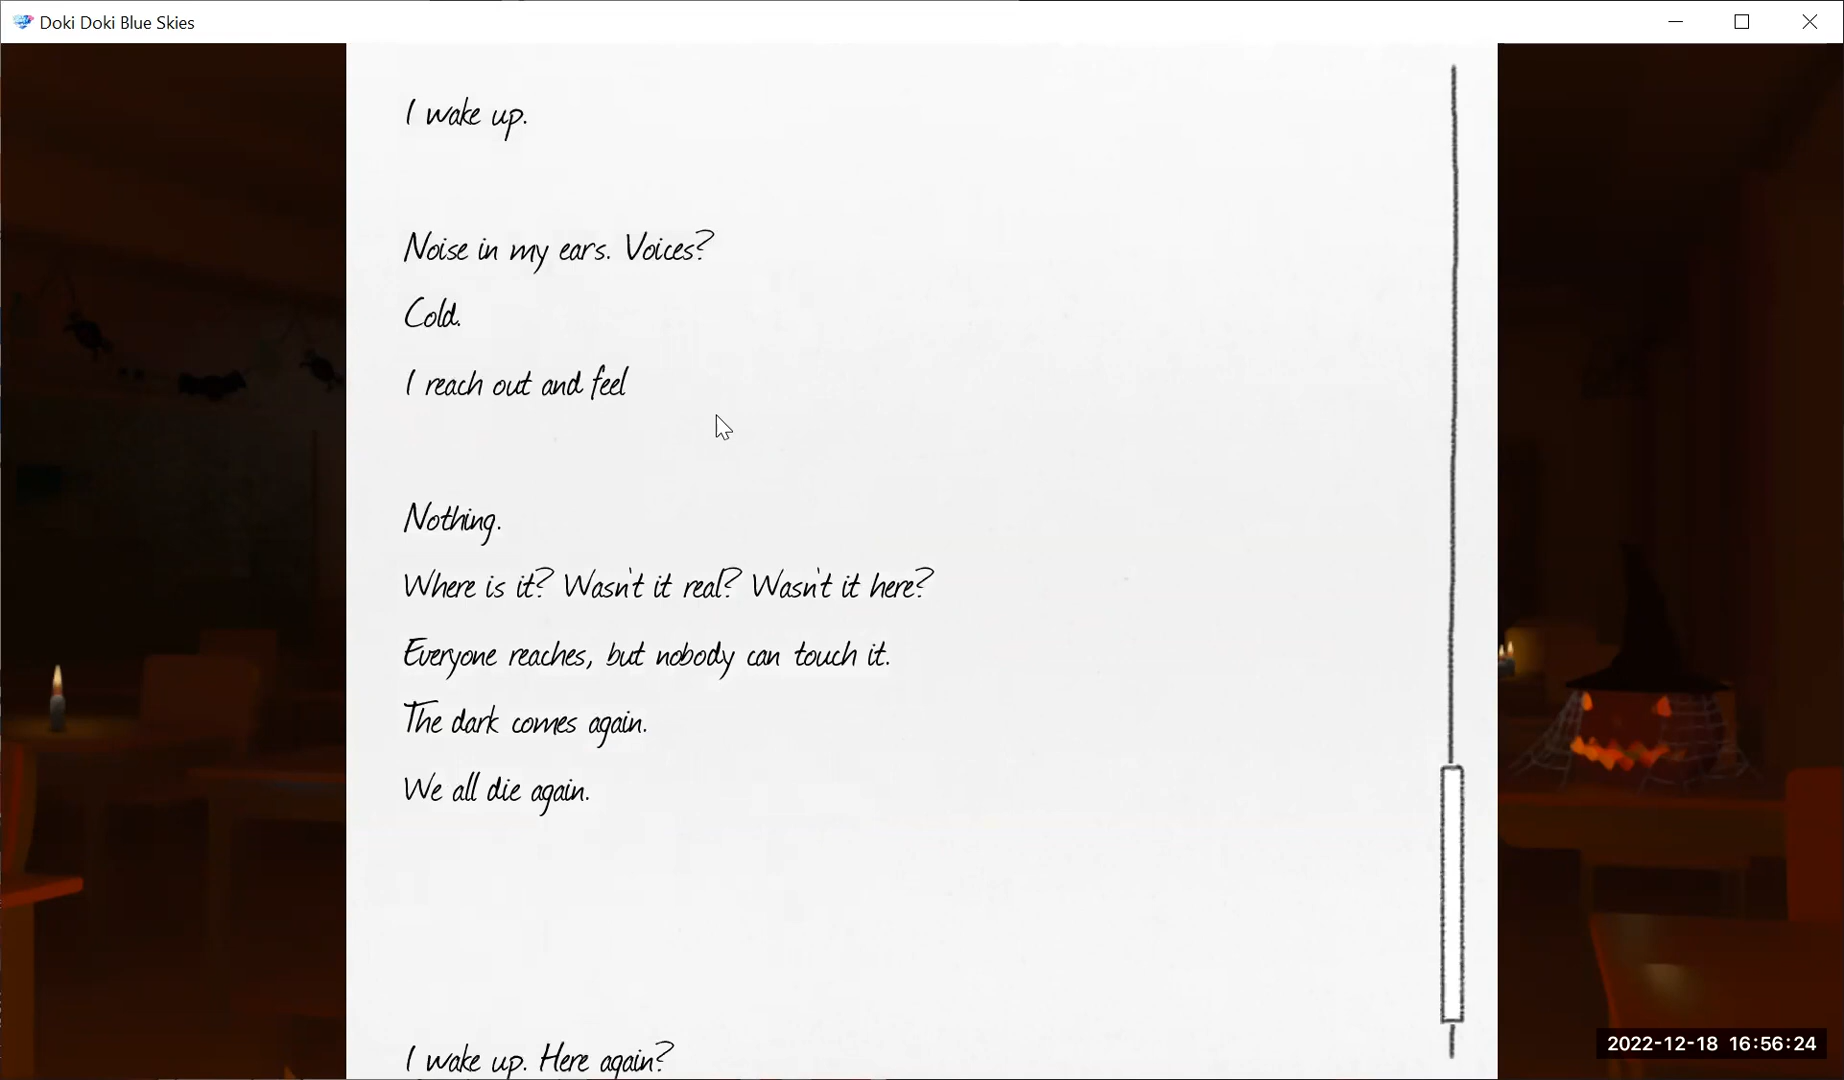 Doki Doki Blue Skies
I wake up.
Noise in my ears. Voices?
Cold.
I reach out and feel
Nothing.
Where is it? Wasn't it real? Wasn't it here?
Everyone reaches, but nobody can touch it.
The dark comes again.
We all die again.
I wake up. Here again?
2022-12-18 16:56:24